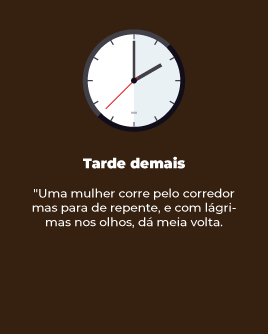 Tarde demais
"Uma mulher corre pelo corredor
mas para de repente, e com lágri-
mas nos olhos, dá meia volta.